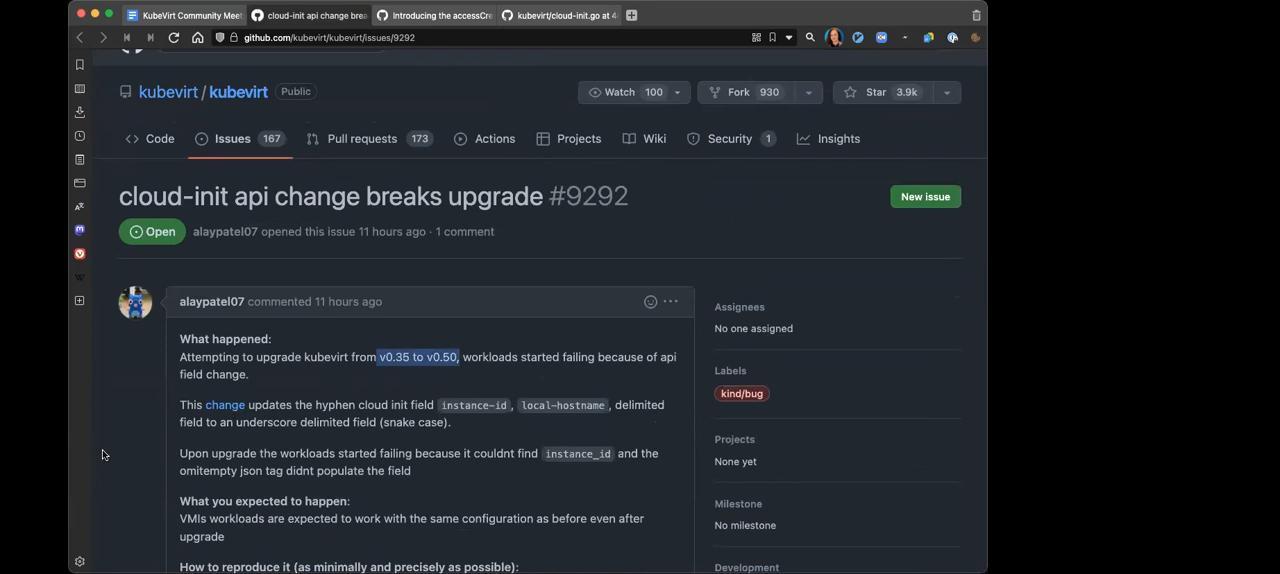 KubeVirt Community Meet
cloud-init api change brea
Introducing the accessCre
kubevirt/cloud-init.go at 4
github.com/kubevirt/kubevirt/issues/9292
kubevirt / kubevirt Public
Watch 100
Fork 930
Star 3.9k
Code
Issues 167
Pull requests 173
Actions
Projects
Wiki
Security 1
Insights
cloud-init api change breaks upgrade #9292
New issue
Open
alaypatel07 opened this issue 11 hours ago · 1 comment
alaypatel07 commented 11 hours ago
What happened:
Attempting to upgrade kubevirt from v0.35 to v0.50, workloads started failing because of api
field change.
This change updates the hyphen cloud init field instance-id, local-hostname, delimited
field to an underscore delimited field (snake case).
Upon upgrade the workloads started failing because it couldnt find instance_id and the
omitempty json tag didnt populate the field
What you expected to happen:
VMIs workloads are expected to work with the same configuration as before even after
upgrade
How to reproduce it (as minimally and precisely as possible):
Assignees
No one assigned
Labels
kind/bug
Projects
None yet
Milestone
No milestone
Development